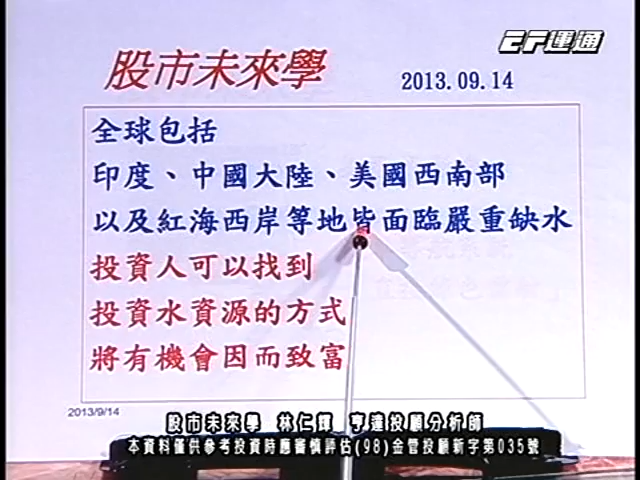 EF運通
股市未來學
2013.09.14
全球包括
印度、中國大陸、美國西南部
以及紅海西岸等地皆面臨嚴重缺水
投資人可以找到
投資水資源的方式
將有機會因而致富
2013/9/14
股市未來學 林仁鐸 亨達投顧分析師
本資料僅供參考投資時應審慎評估(98)金管投顧新字第035號